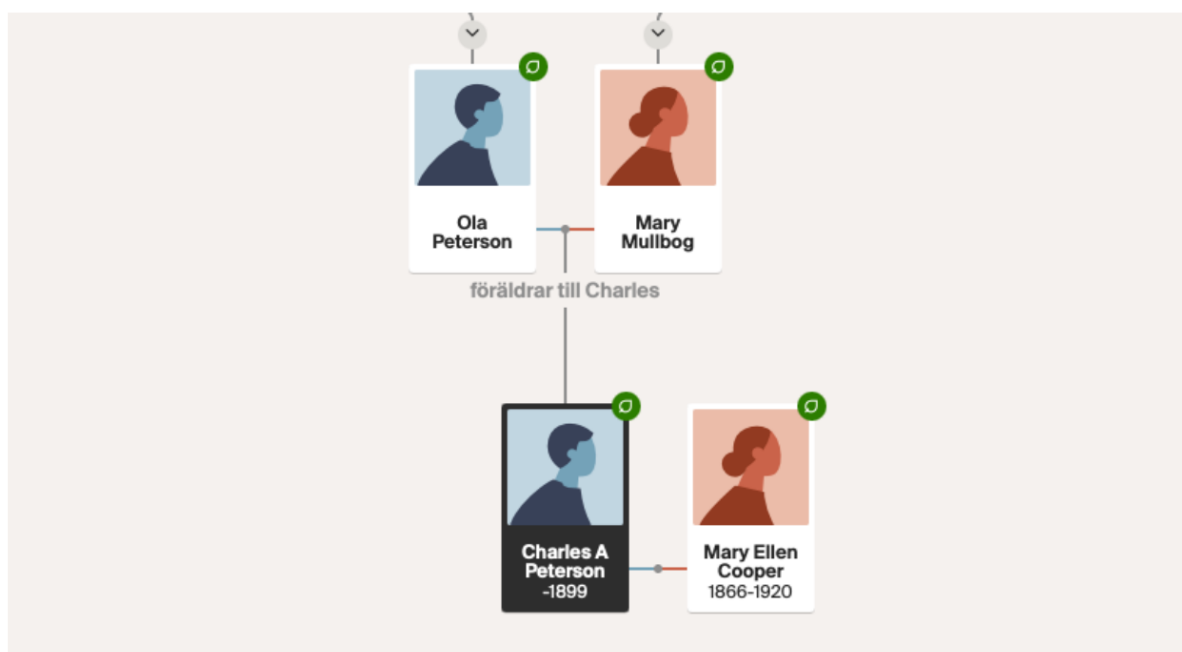 Ola
Peterson
Mary
Mullbog
föräldrar till Charles
Charles A
Peterson
-1899
Mary Ellen
Cooper
1866-1920